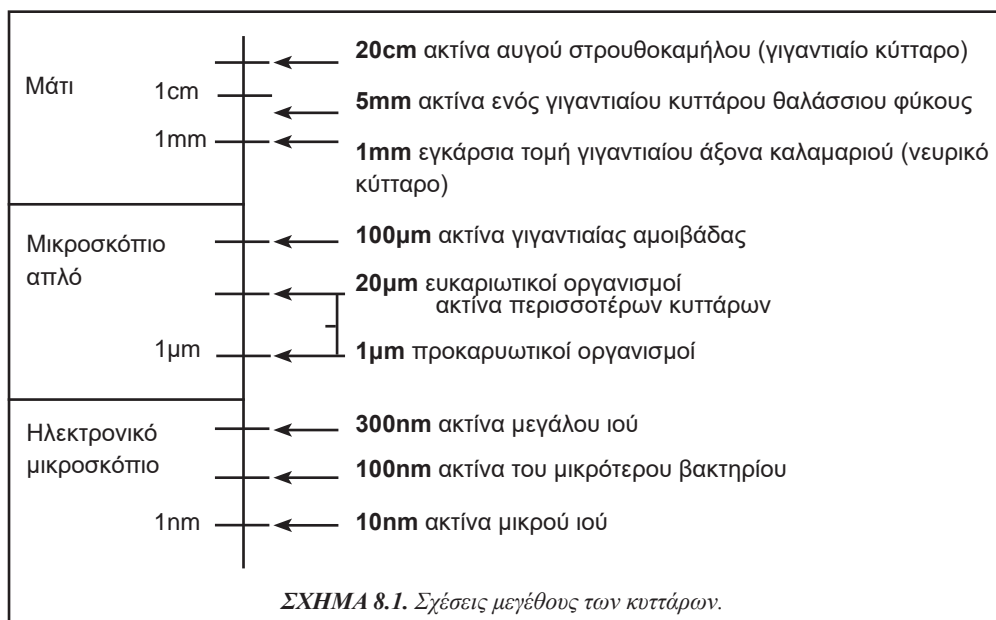 Μάτι
1cm
1mm
20cm ακτίνα αυγού στρουθοκαμήλου (γιγαντιαίο κύτταρο)
5mm ακτίνα ενός γιγαντιαίου κυττάρου θαλάσσιου φύκους
1mm εγκάρσια τομή γιγαντιαίου άξονα καλαμαριού (νευρικό
κύτταρο)
Μικροσκόπιο
απλό
1μm
100μm ακτίνα γιγαντιαίας αμοιβάδας
20μm ευκαριωτικοί οργανισμοί
ακτίνα περισσοτέρων κυττάρων
1μm προκαρυωτικοί οργανισμοί
Ηλεκτρονικό
μικροσκόπιο
1nm
300nm ακτίνα μεγάλου ιού
100nm ακτίνα του μικρότερου βακτηρίου
10nm ακτίνα μικρού ιού
ΣΧΗΜΑ 8.1. Σχέσεις μεγέθους των κυττάρων.